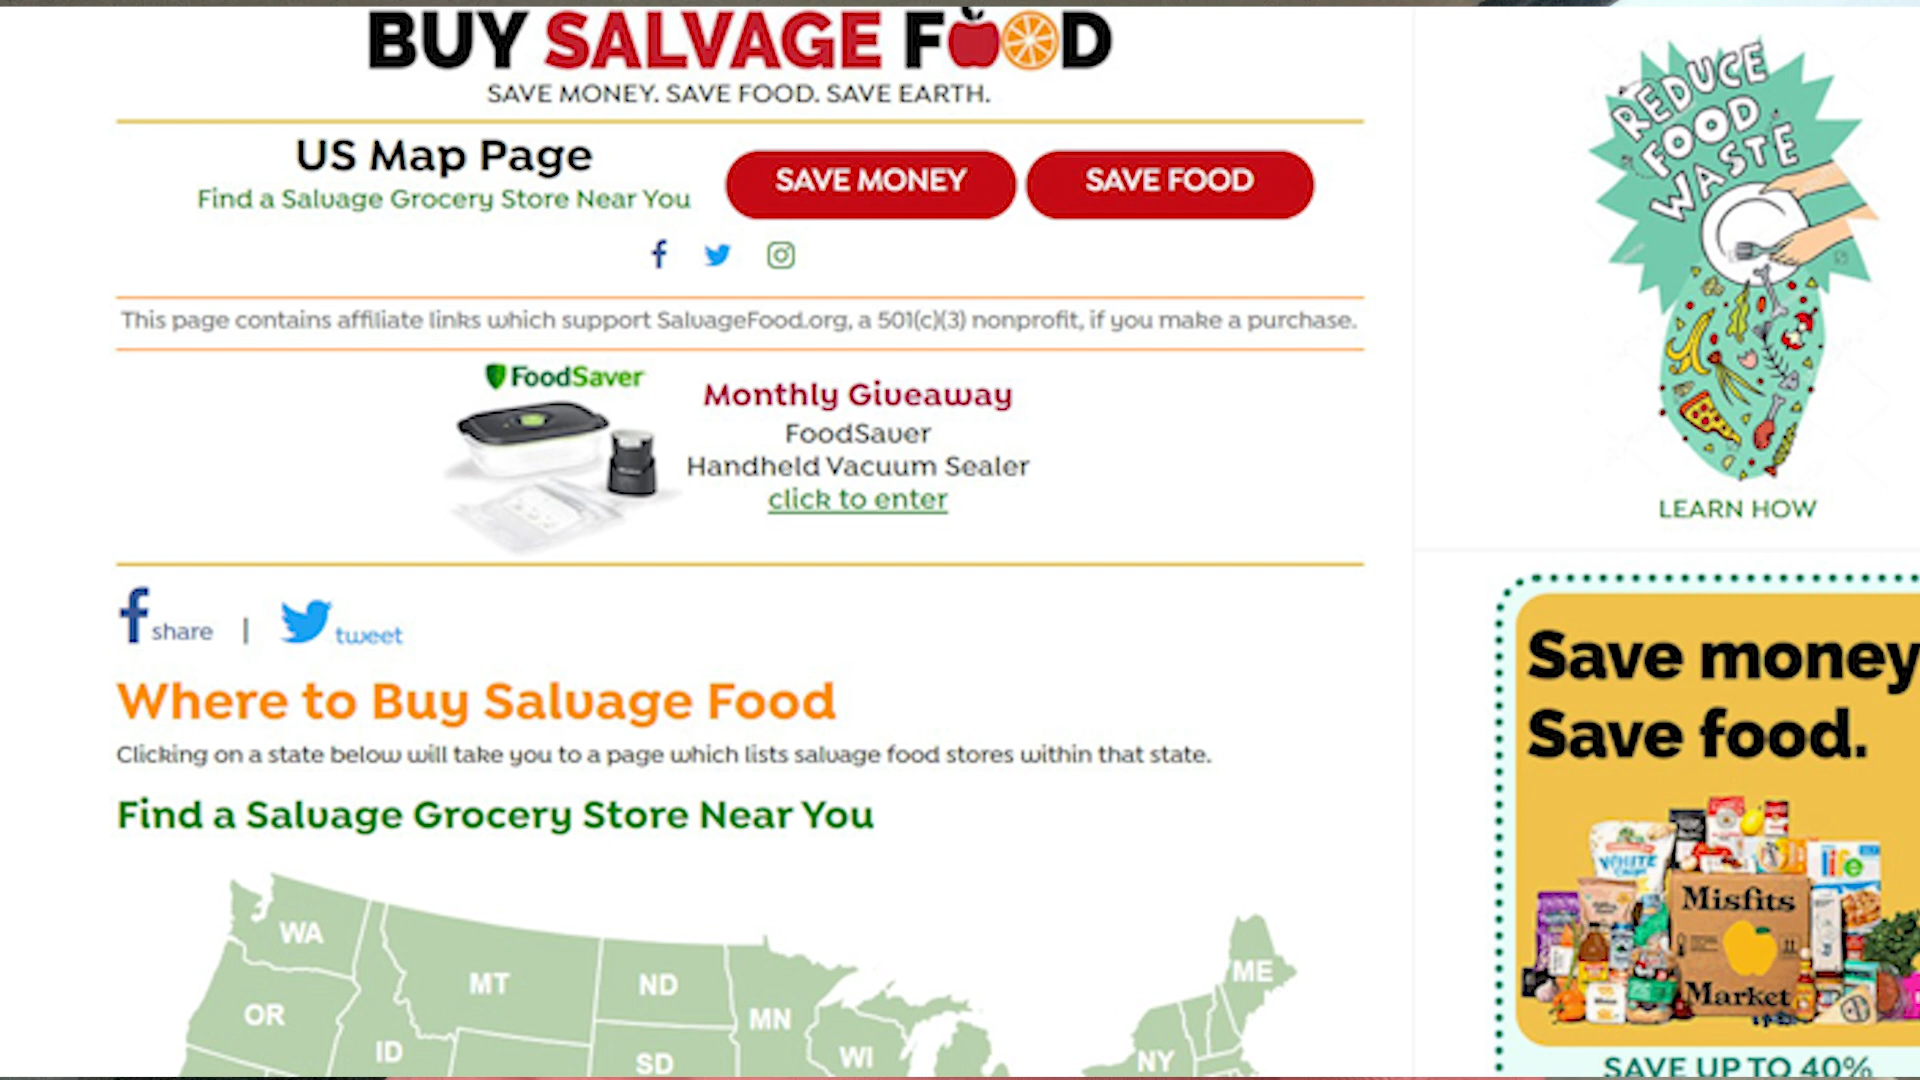 BUY SALVAGE FOOD
SAVE MONEY. SAVE FOOD. SAVE EARTH.
US Map Page
Find a Salvage Grocery Store Near You
SAVE MONEY
SAVE FOOD
This page contains affiliate links which support SalvageFood.org, a 501(c)(3) nonprofit, if you make a purchase.
FoodSaver
Monthly Giveaway
FoodSaver
Handheld Vacuum Sealer
click to enter
share | tweet
Where to Buy Salvage Food
Clicking on a state below will take you to a page which lists salvage food stores within that state.
Find a Salvage Grocery Store Near You
WA
MT
ND
ME
OR
MN
ID
SD
WI
NY
REDUCE
FOOD
WASTE
LEARN HOW
Save money
Save food.
WHITE
life
Misfits
Market
SAVE UP TO 40%